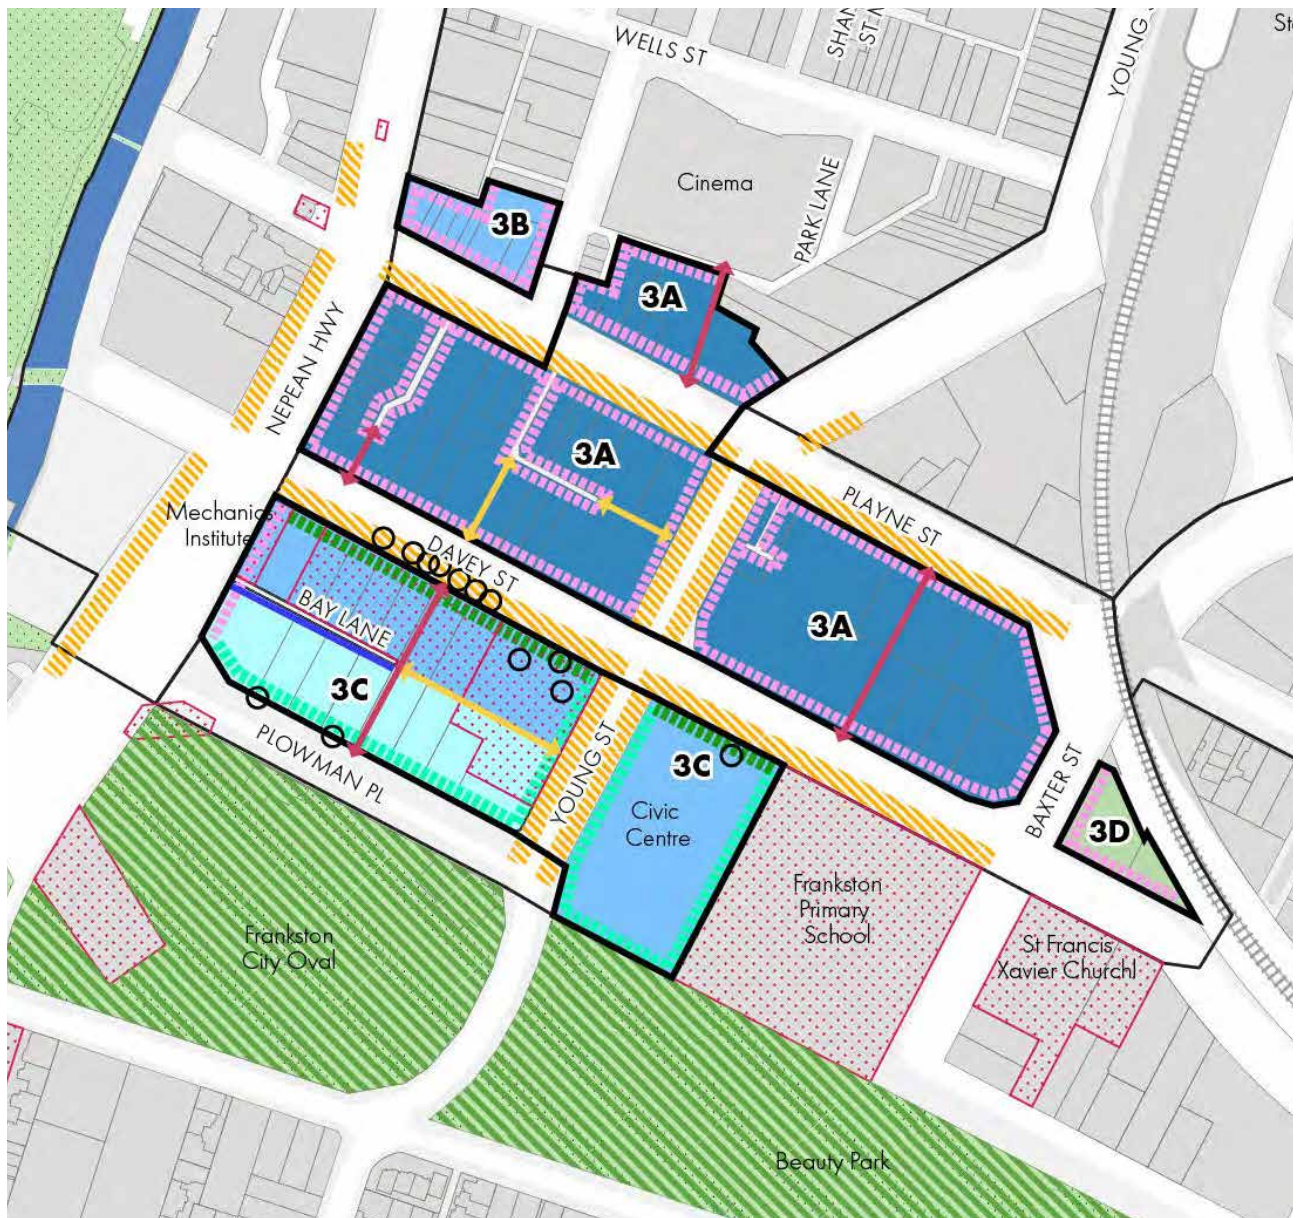 WELLS ST
SHAN
ST
YOUNG
St
Cinema
PARK LANE
3B
3A
NEPEAN HWY
3A
PLAYNE ST
Mechanics
Institute
DAVEY ST
BAY LANE
3A
3C
PLOWMAN PL
YOUNG ST
3C
Civic
Centre
BAXTER ST
3D
Frankston
Primary
School
Frankston
City Oval
St Francis
Xavier Churchl
Beauty Park